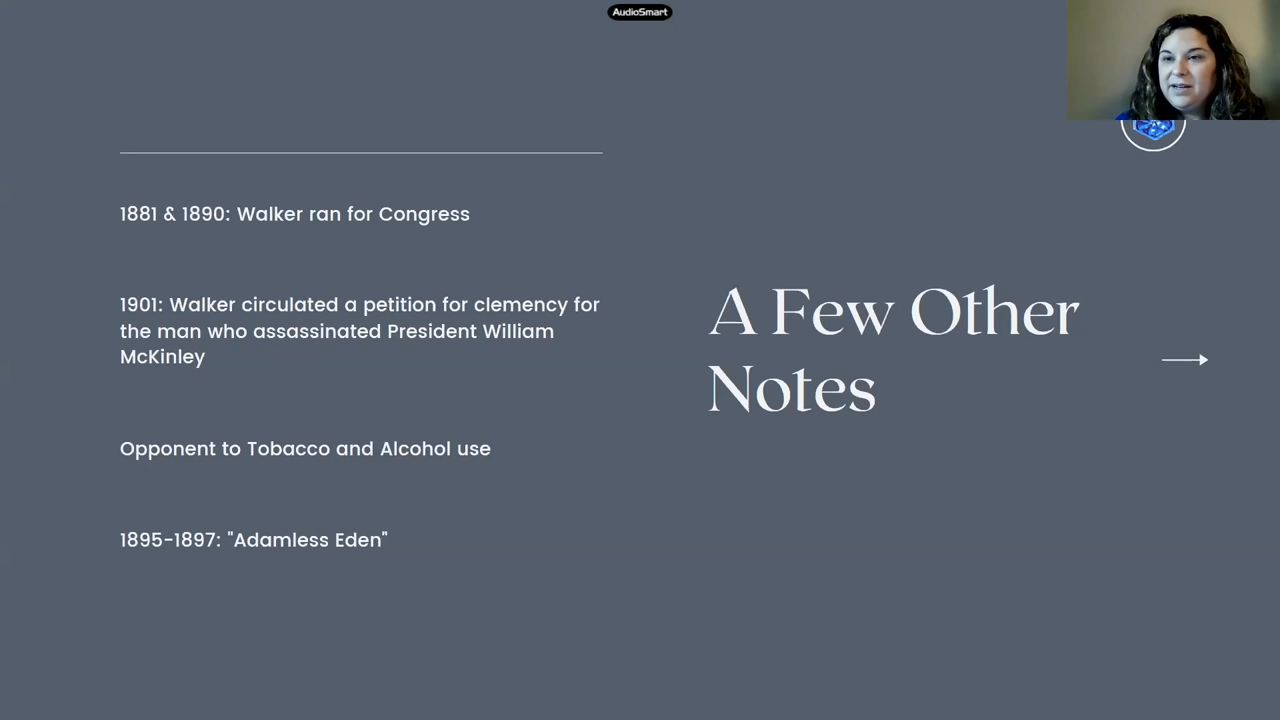 AudioSmart
1881 & 1890: Walker ran for Congress
1901: Walker circulated a petition for clemency for
the man who assassinated President William
McKinley
Opponent to Tobacco and Alcohol use
1895-1897: "Adamless Eden"
A Few Other
Notes